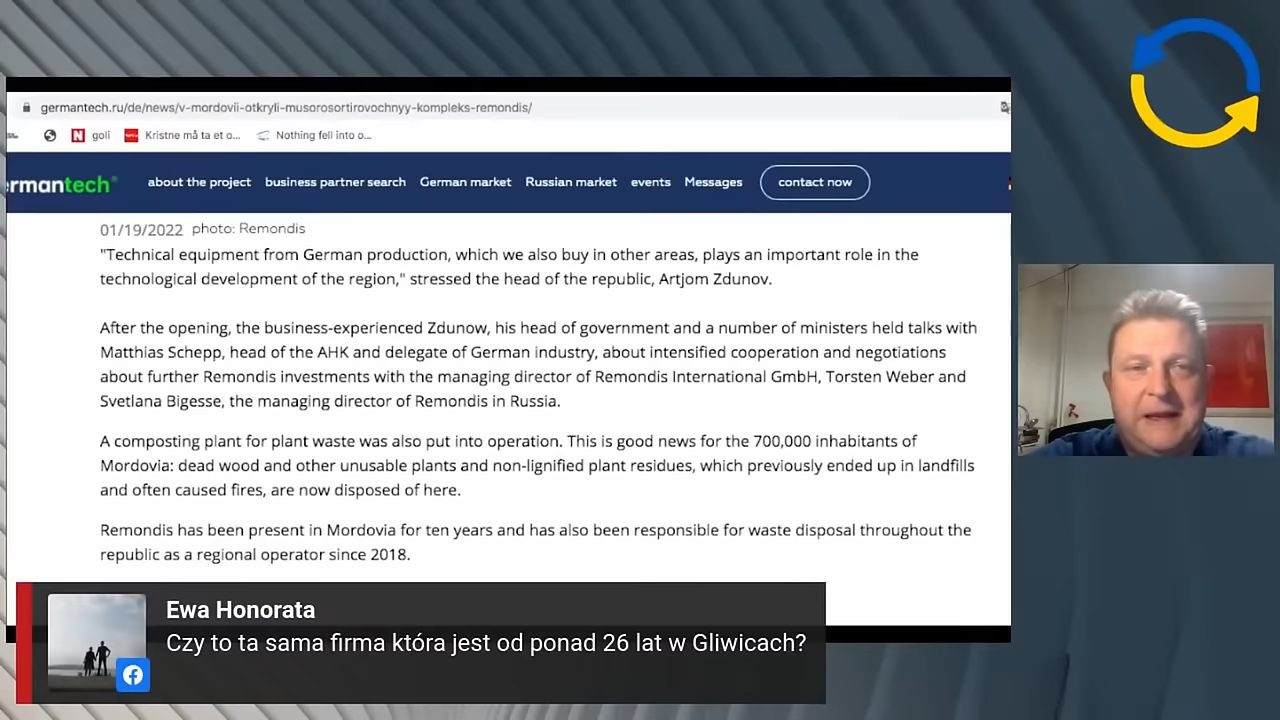 germantech.ru/de/news/v-mordovii-otkryli-musorosortirovochnyy-kompleks-remondis/
goli Kristne må ta et o... Nothing fell into o...
rmantech® about the project business partner search German market Russian market events Messages contact now
01/19/2022 photo: Remondis
"Technical equipment from German production, which we also buy in other areas, plays an important role in the
technological development of the region," stressed the head of the republic, Artjom Zdunov.
After the opening, the business-experienced Zdunow, his head of government and a number of ministers held talks with
Matthias Schepp, head of the AHK and delegate of German industry, about intensified cooperation and negotiations
about further Remondis investments with the managing director of Remondis International GmbH, Torsten Weber and
Svetlana Bigesse, the managing director of Remondis in Russia.
A composting plant for plant waste was also put into operation. This is good news for the 700,000 inhabitants of
Mordovia: dead wood and other unusable plants and non-lignified plant residues, which previously ended up in landfills
and often caused fires, are now disposed of here.
Remondis has been present in Mordovia for ten years and has also been responsible for waste disposal throughout the
republic as a regional operator since 2018.
Ewa Honorata
Czy to ta sama firma która jest od ponad 26 lat w Gliwicach?